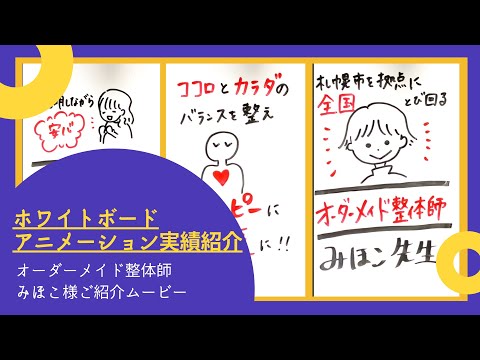 しながら
安心
ココロとカラダの
バランスを整え
ピーに
に!!
札幌市を拠点に
全国とび回る
オーダーメイド整体師
みほこ先生
ホワイトボード
アニメーション実績紹介
オーダーメイド整体師
みほこ様ご紹介ムービー